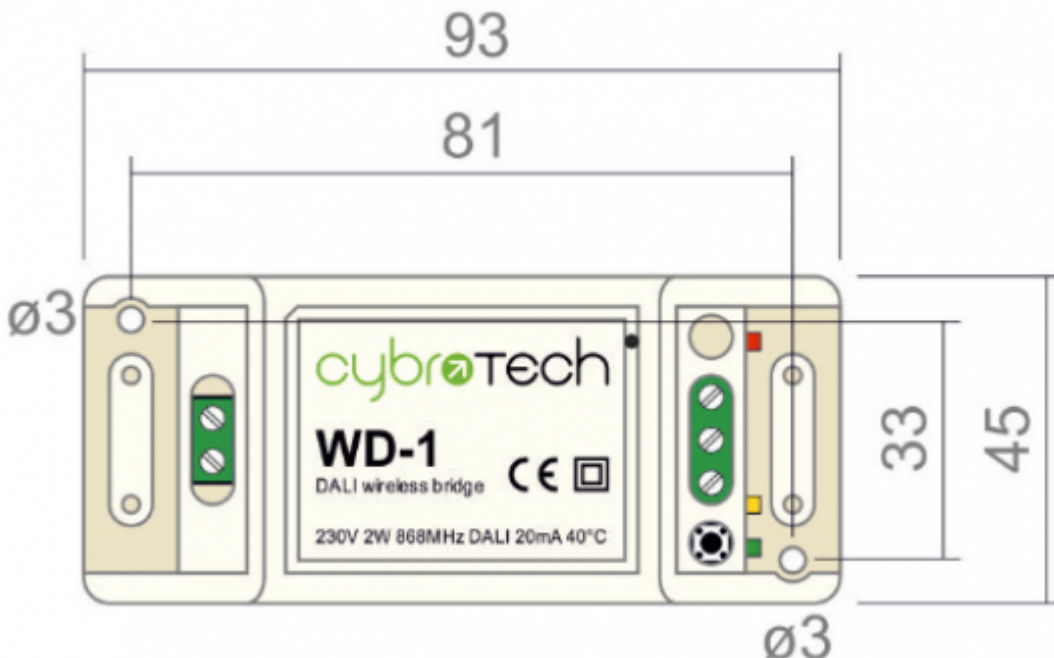 93
81
ø3
cybrotech
WD-1
DALI wireless bridge
CE
230V 2W 868MHz DALI 20mA 40°C
33
45
ø3